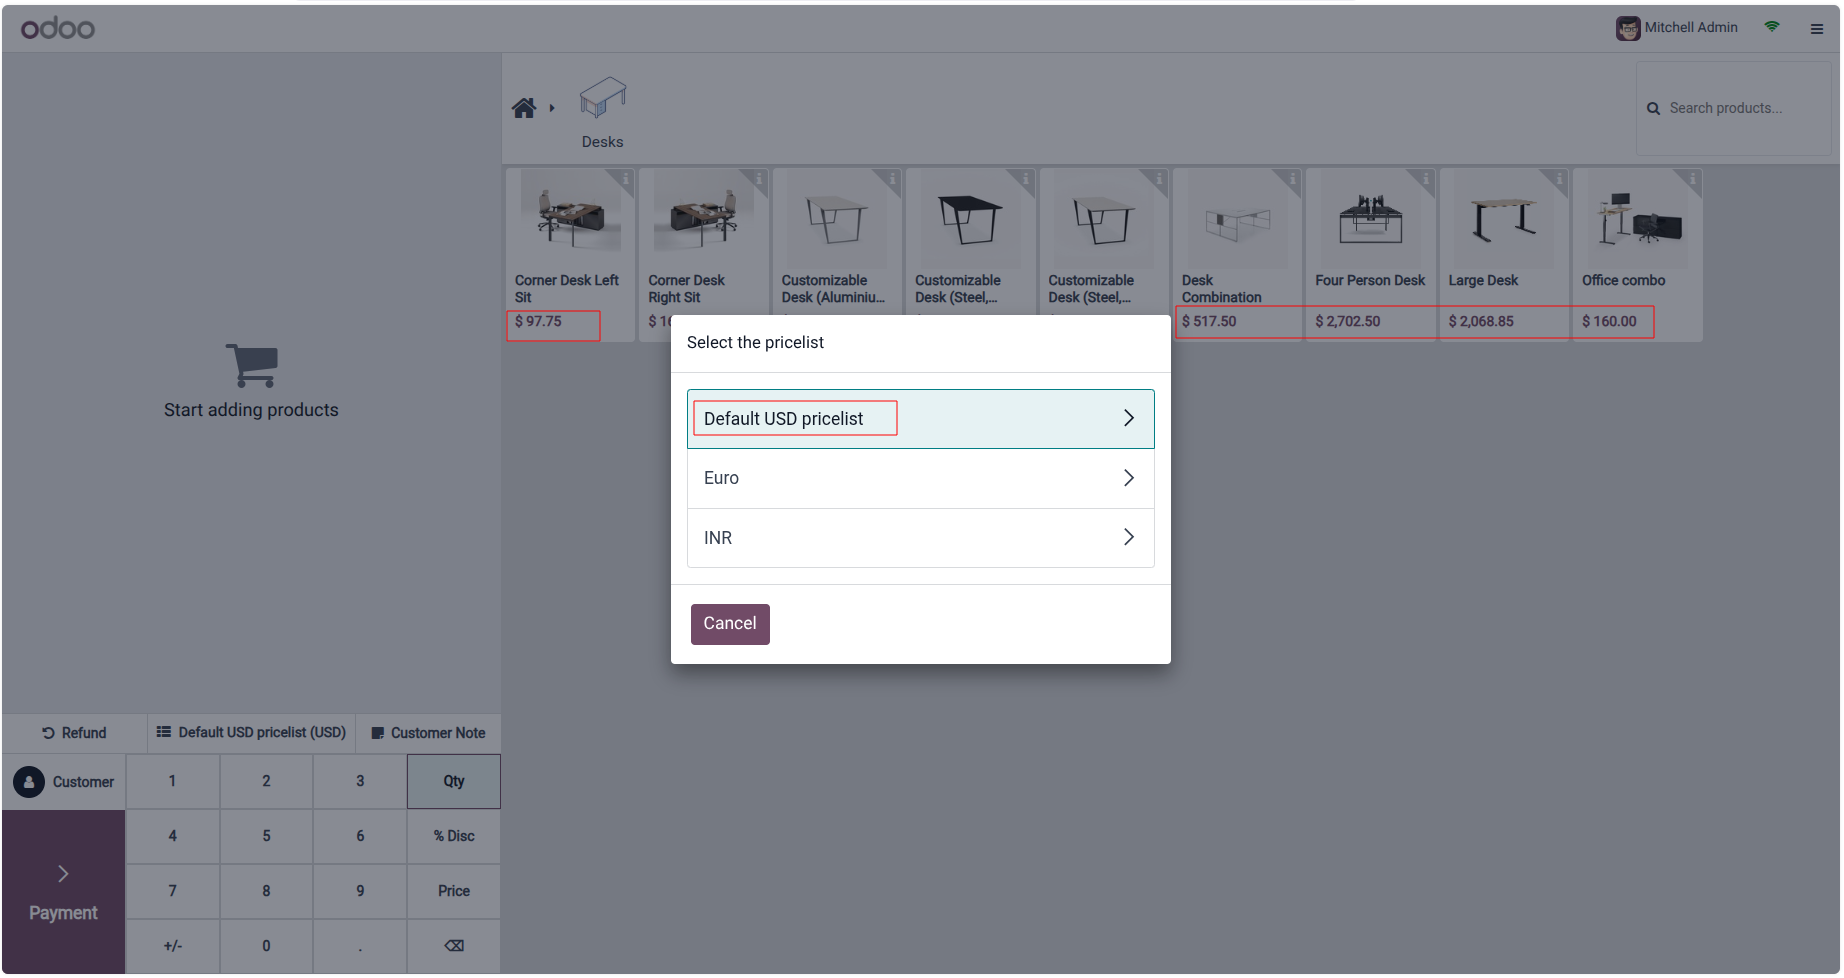 odoo
Mitchell Admin
Desks
Search products...
Corner Desk Left
Sit
$ 97.75
Corner Desk
Right Sit
$ 16
Customizable
Desk (Aluminiu...
Customizable
Desk (Steel,...
Customizable
Desk (Steel,...
Desk
Combination
$ 517.50
Four Person Desk
$ 2,702.50
Large Desk
$ 2,068.85
Office combo
$ 160.00
Select the pricelist
Default USD pricelist
Euro
INR
Cancel
Start adding products
Refund
Default USD pricelist (USD)
Customer Note
Customer
1 2 3 Qty
4 5 6 % Disc
7 8 9 Price
+/- 0 . ⌫
Payment